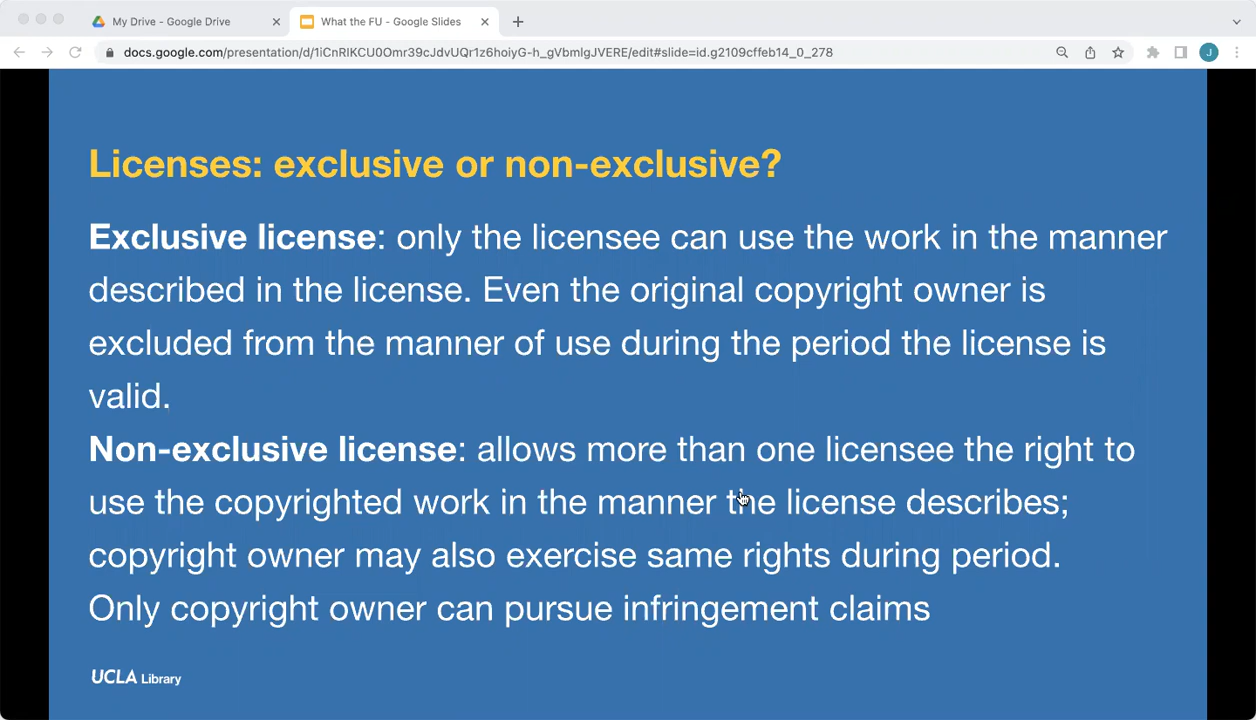 My Drive - Google Drive
What the FU - Google Slides
docs.google.com/presentation/d/1iCnRlKCU0Omr39cJdvUQr1z6hoiyG-h_gVbmlgJVERE/edit#slide=id.g2109cffeb14_0_278
J
Licenses: exclusive or non-exclusive?
Exclusive license: only the licensee can use the work in the manner
described in the license. Even the original copyright owner is
excluded from the manner of use during the period the license is
valid.
Non-exclusive license: allows more than one licensee the right to
use the copyrighted work in the manner the license describes;
copyright owner may also exercise same rights during period.
Only copyright owner can pursue infringement claims
UCLA Library